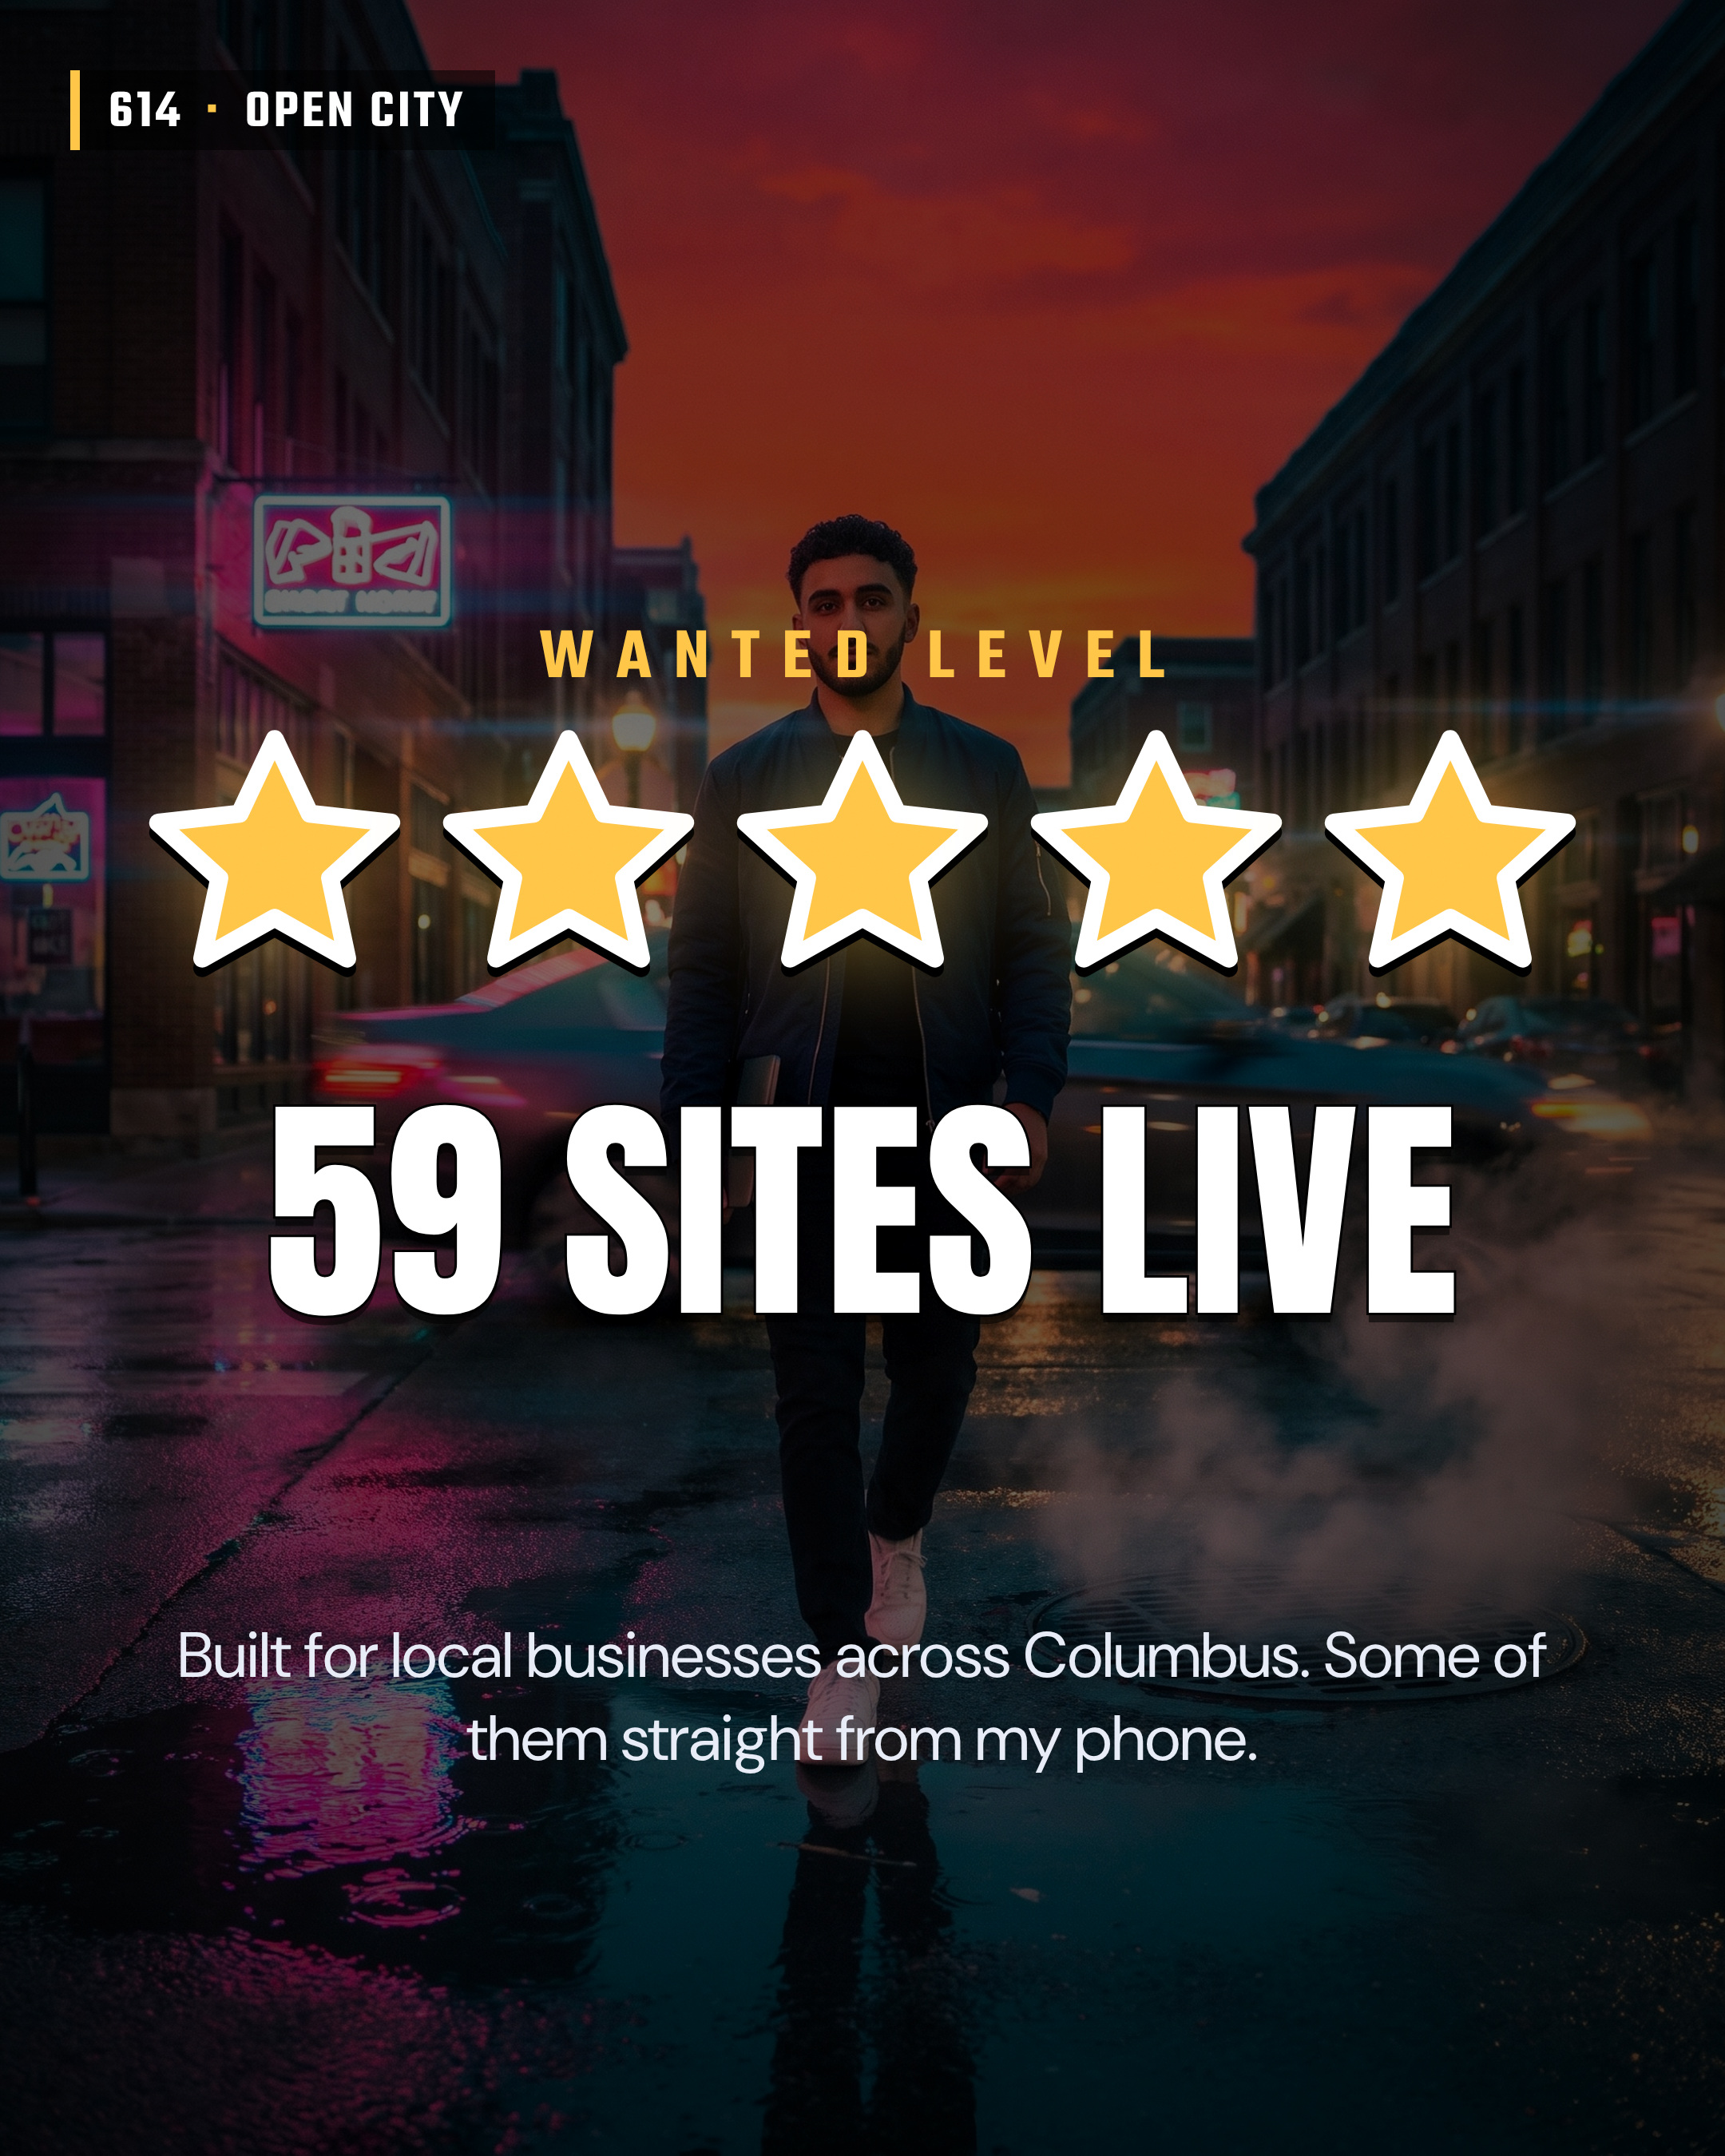 614 · OPEN CITY
WANTED LEVEL
59 SITES LIVE
Built for local businesses across Columbus. Some of
them straight from my phone.